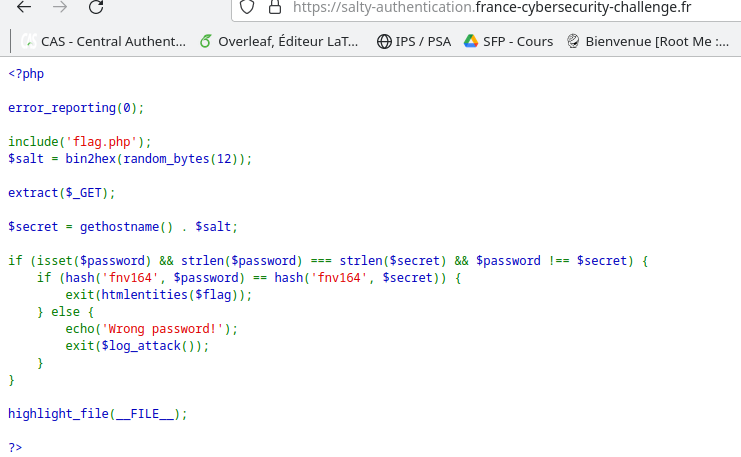 https://salty-authentication.france-cybersecurity-challenge.fr
CAS - Central Authent... Overleaf, Éditeur LaT... IPS / PSA SFP - Cours Bienvenue [Root Me :...
<?php
error_reporting(0);
include('flag.php');
$salt = bin2hex(random_bytes(12));
extract($_GET);
$secret = gethostname() . $salt;
if (isset($password) && strlen($password) === strlen($secret) && $password !== $secret) {
    if (hash('fnv164', $password) == hash('fnv164', $secret)) {
        exit(htmlentities($flag));
    } else {
        echo('Wrong password!');
        exit($log_attack());
    }
}
highlight_file(__FILE__);
?>